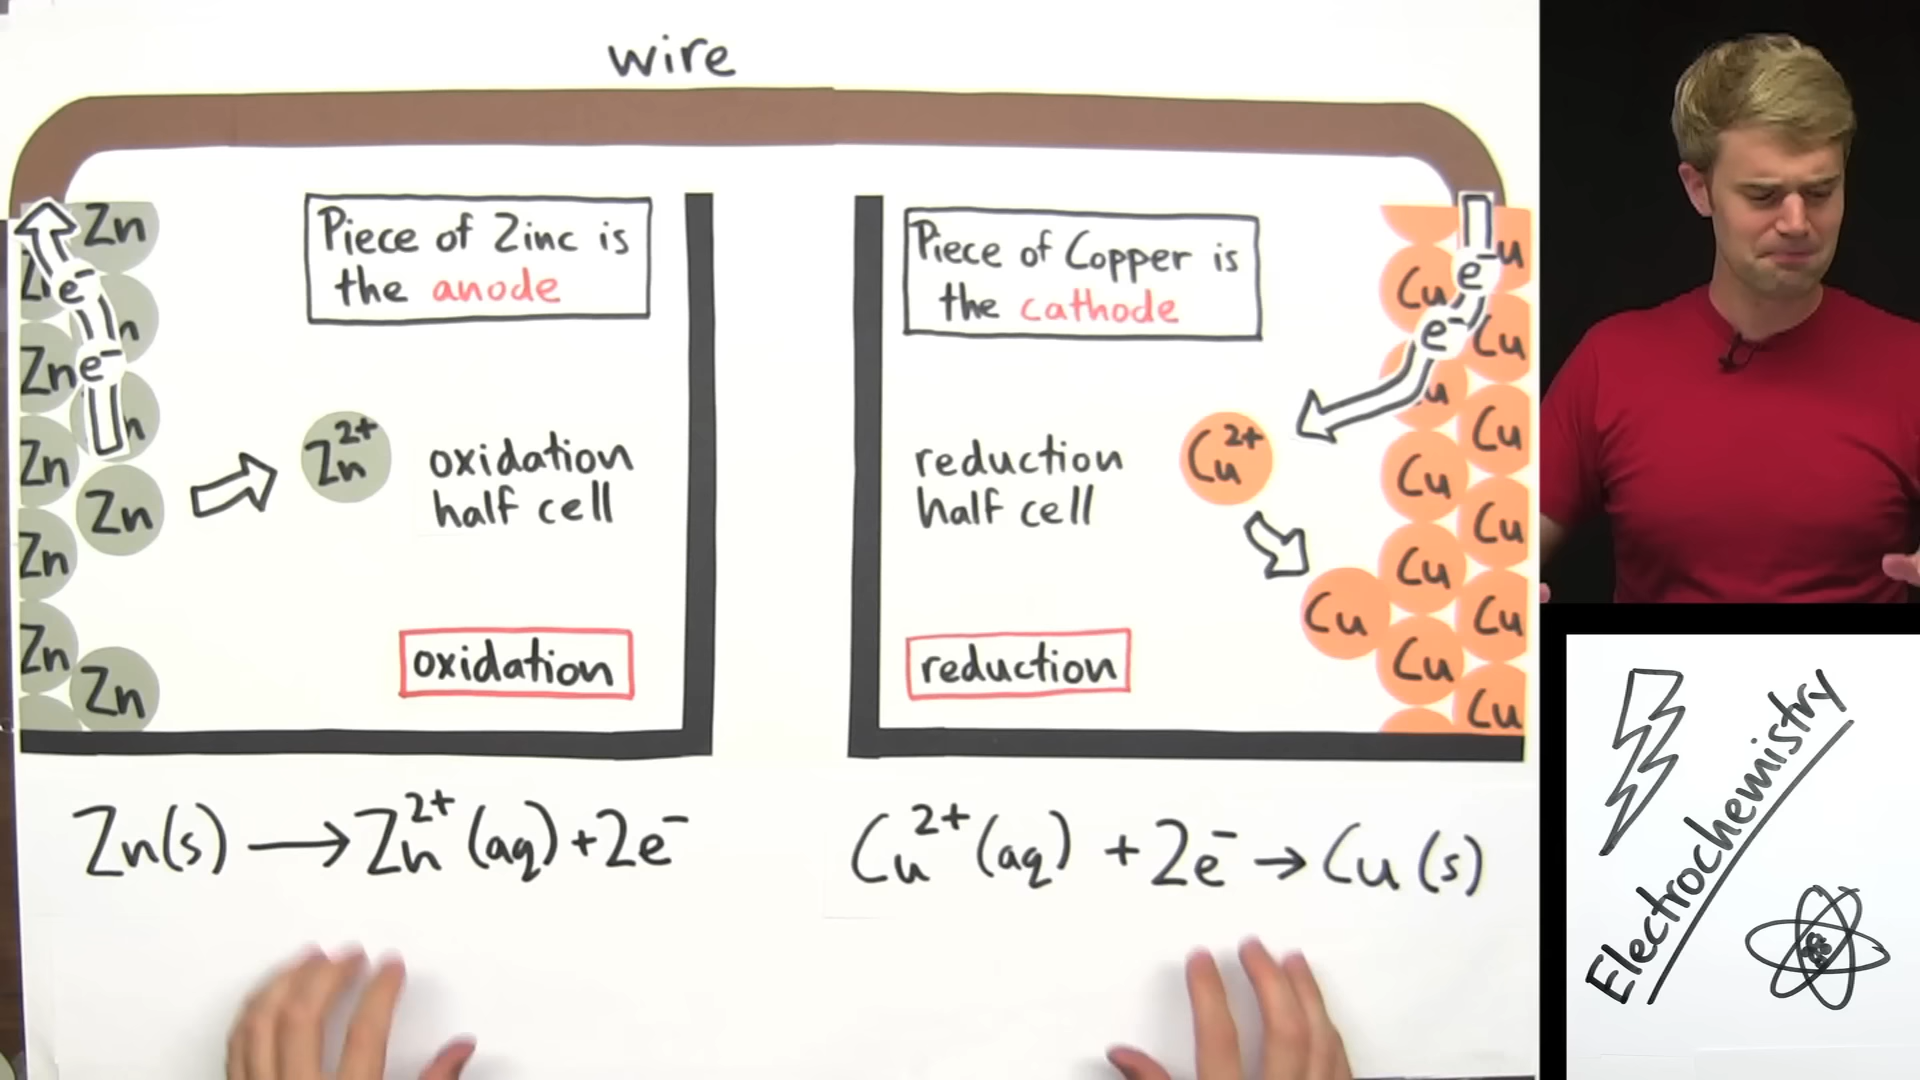 wire
Piece of Zinc is
the anode
Piece of Copper is
the cathode
Zn
e⁻
Zn
e⁻
Zn
Zn
Zn
Zn
Zn
Zn²⁺
oxidation
half cell
oxidation
reduction
half cell
Cu²⁺
reduction
Cu
e⁻
e⁻
Cu
Cu
Cu
Cu
Cu
Cu
Cu
Cu
Cu
Zn(s) → Zn²⁺(aq) + 2e⁻
Cu²⁺(aq) + 2e⁻ → Cu(s)
Electrochemistry